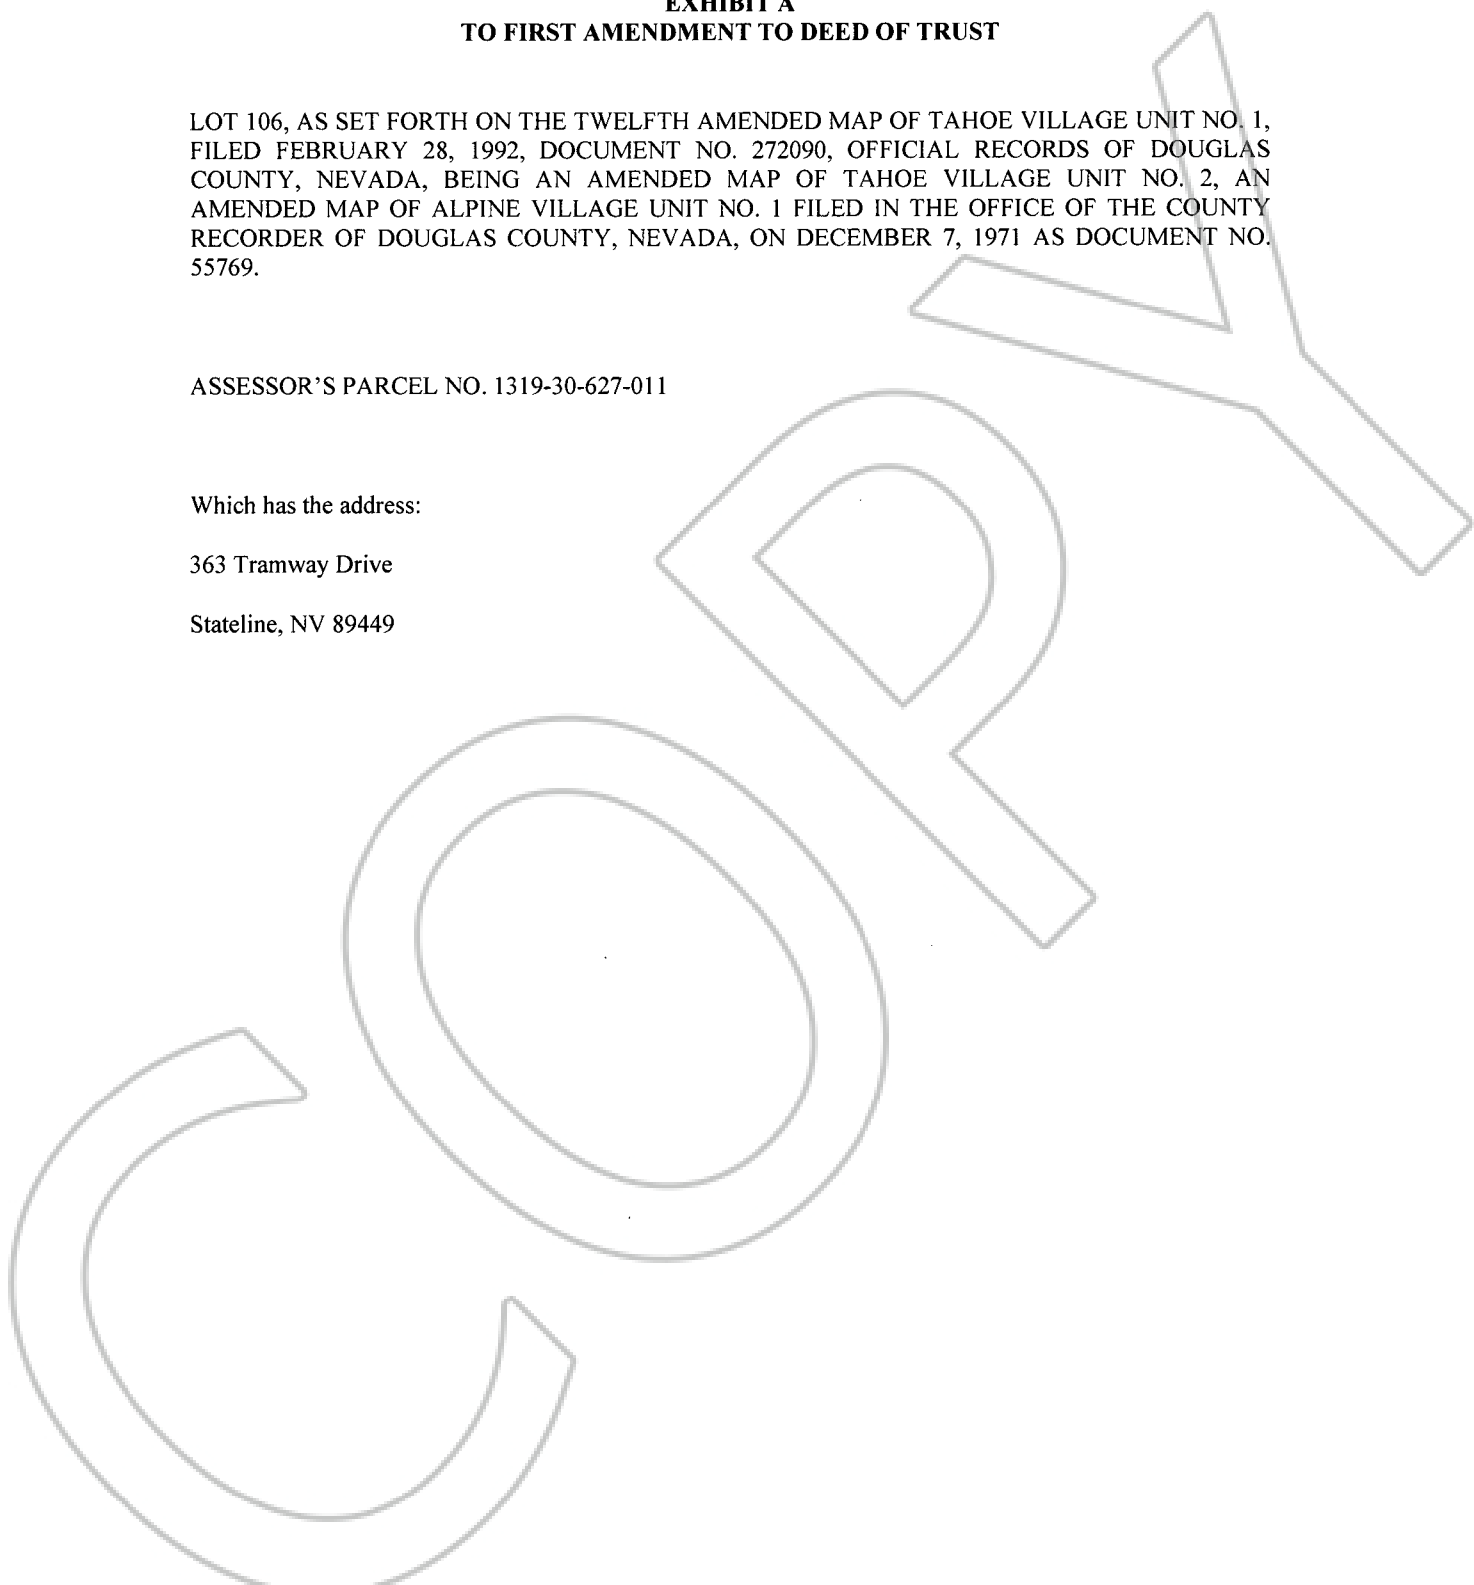 EXHIBIT A
TO FIRST AMENDMENT TO DEED OF TRUST
LOT 106, AS SET FORTH ON THE TWELFTH AMENDED MAP OF TAHOE VILLAGE UNIT NO. 1,
FILED FEBRUARY 28, 1992, DOCUMENT NO. 272090, OFFICIAL RECORDS OF DOUGLAS
COUNTY, NEVADA, BEING AN AMENDED MAP OF TAHOE VILLAGE UNIT NO. 2, AN
AMENDED MAP OF ALPINE VILLAGE UNIT NO. 1 FILED IN THE OFFICE OF THE COUNTY
RECORDER OF DOUGLAS COUNTY, NEVADA, ON DECEMBER 7, 1971 AS DOCUMENT NO.
55769.
ASSESSOR'S PARCEL NO. 1319-30-627-011
Which has the address:
363 Tramway Drive
Stateline, NV 89449
COPY